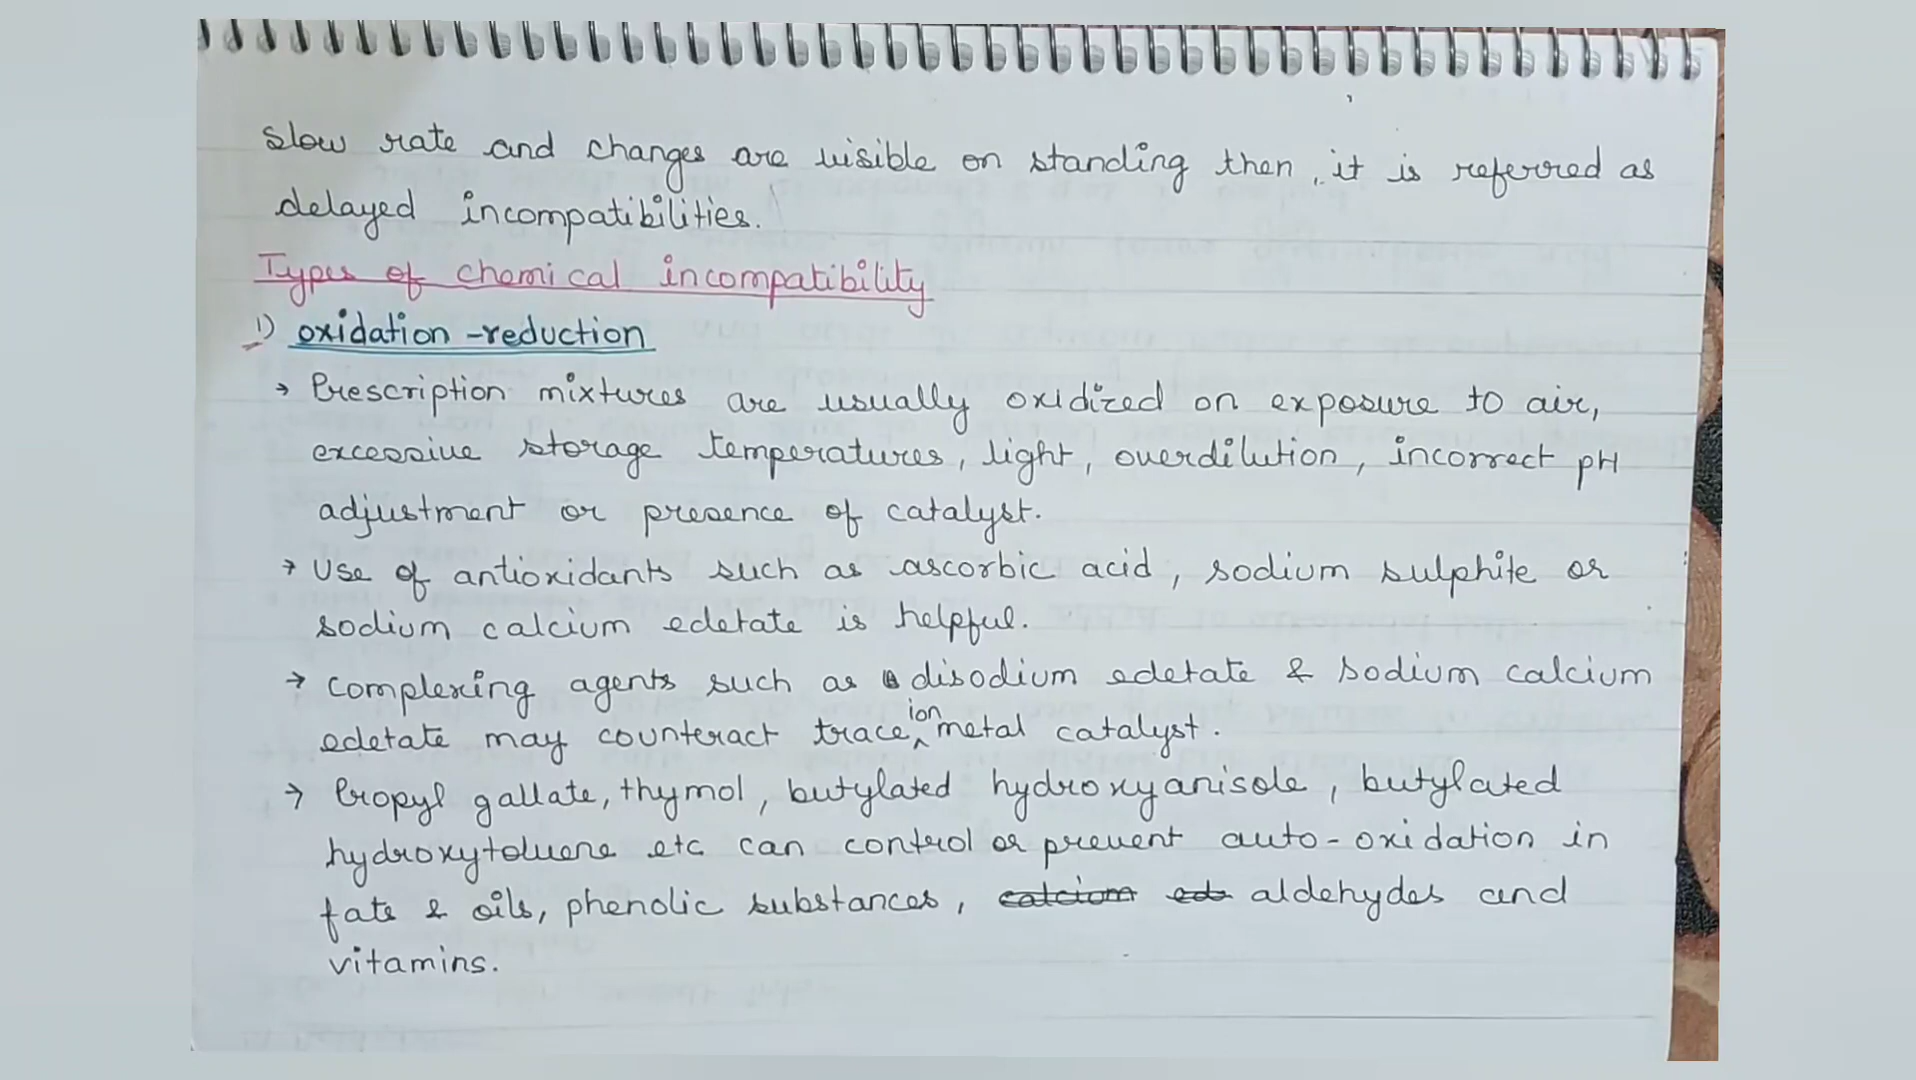 Slow rate and changes are visible on standing then, it is referred as
delayed incompatibilities.
Types of chemical incompatibility
1) oxidation-reduction
→ Prescription mixtures are usually oxidized on exposure to air,
excessive storage temperatures, light, overdilution, incorrect pH
adjustment or presence of catalyst.
→ Use of antioxidants such as ascorbic acid, sodium sulphite or
sodium calcium edetate is helpful.
→ Complexing agents such as disodium edetate & sodium calcium
edetate may counteract trace ion metal catalyst.
→ Propyl gallate, thymol, butylated hydroxyanisole, butylated
hydroxytoluene etc can control or prevent auto-oxidation in
fats & oils, phenolic substances, calcium ed aldehydes and
vitamins.